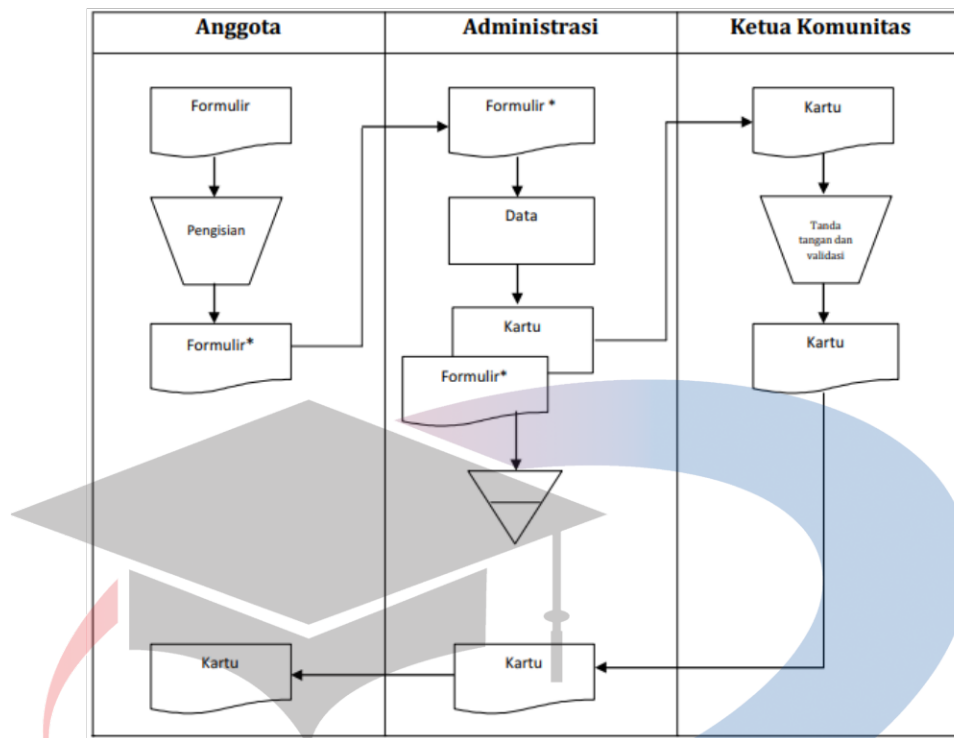 Anggota
Administrasi
Ketua Komunitas
Formulir
Formulir *
Kartu
Pengisian
Data
Tanda
tangan dan
validasi
Formulir*
Kartu
Kartu
Formulir*
Kartu
Kartu